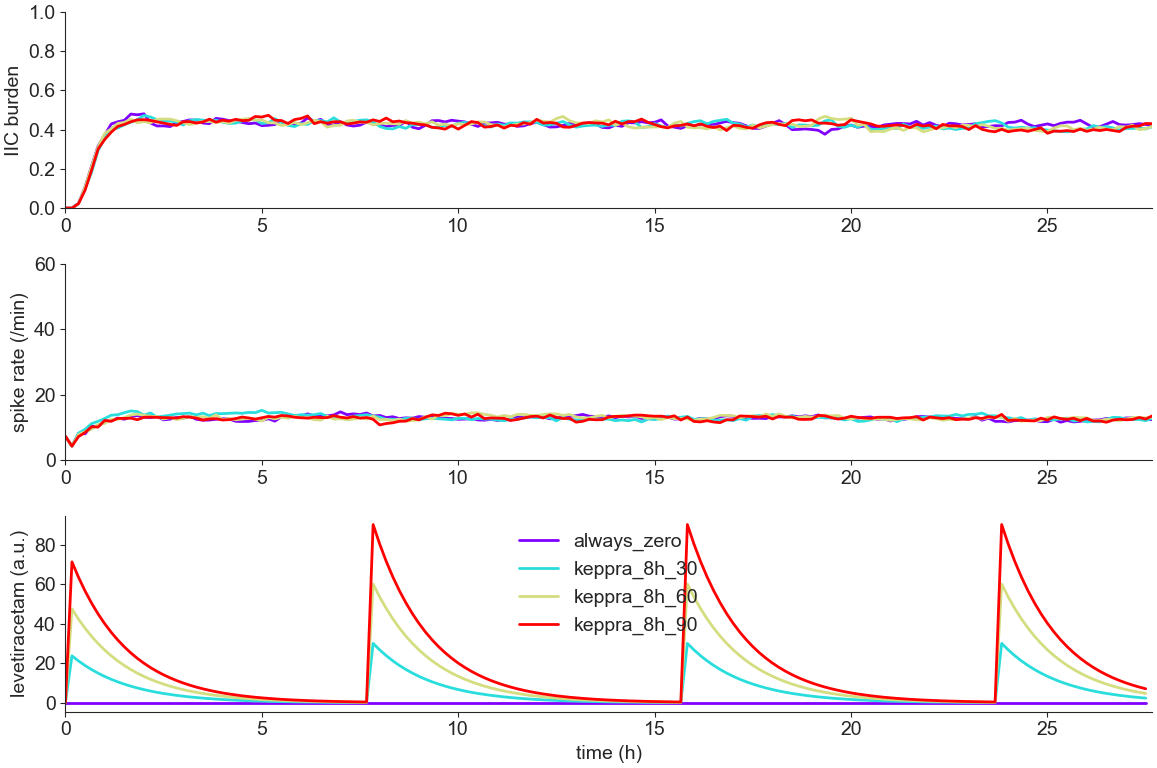 1.0
0.8
0.6
0.4
0.2
0.0
IIC burden
0 5 10 15 20 25
60
40
20
0
spike rate (/min)
0 5 10 15 20 25
80
60
40
20
0
levetiracetam (a.u.)
always_zero
keppra_8h_30
keppra_8h_60
keppra_8h_90
0 5 10 15 20 25
time (h)